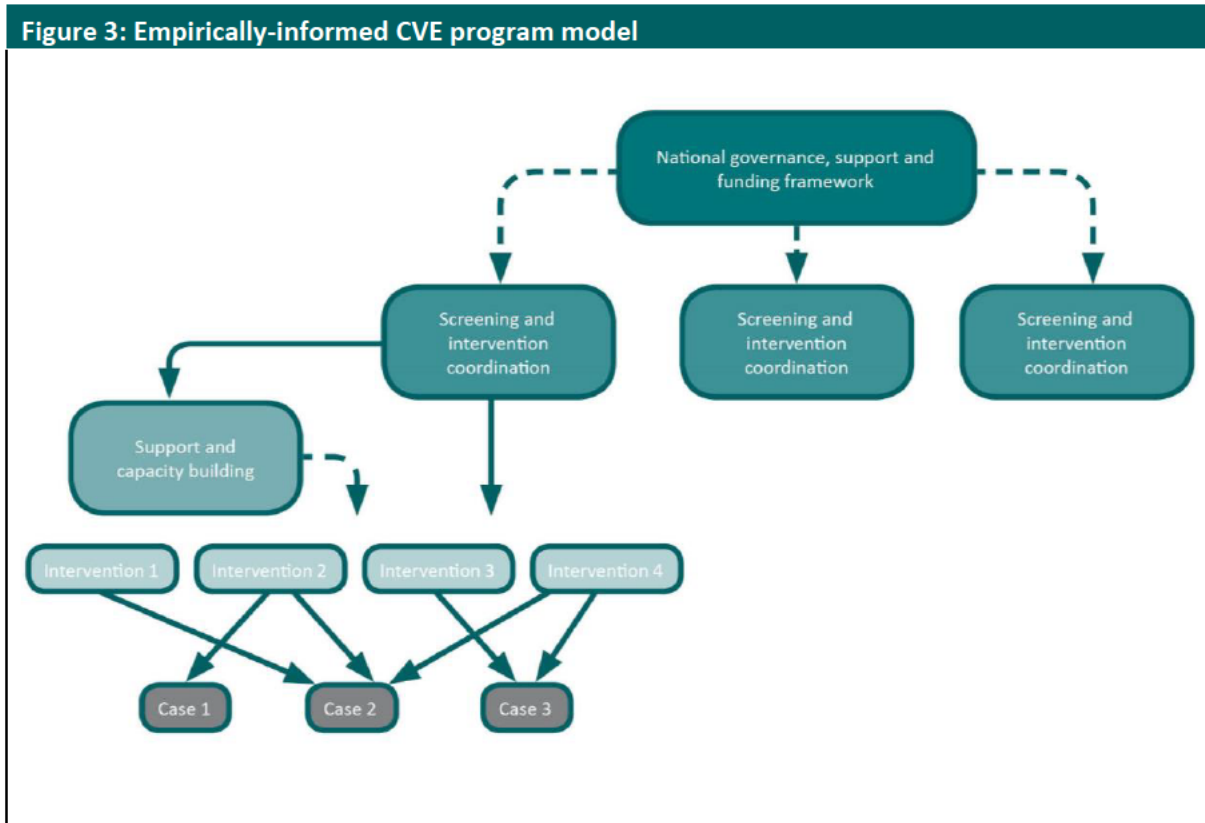 Figure 3: Empirically-informed CVE program model
National governance, support and
funding framework
Screening and
intervention
coordination
Screening and
intervention
coordination
Screening and
intervention
coordination
Support and
capacity building
Intervention 1
Intervention 2
Intervention 3
Intervention 4
Case 1
Case 2
Case 3